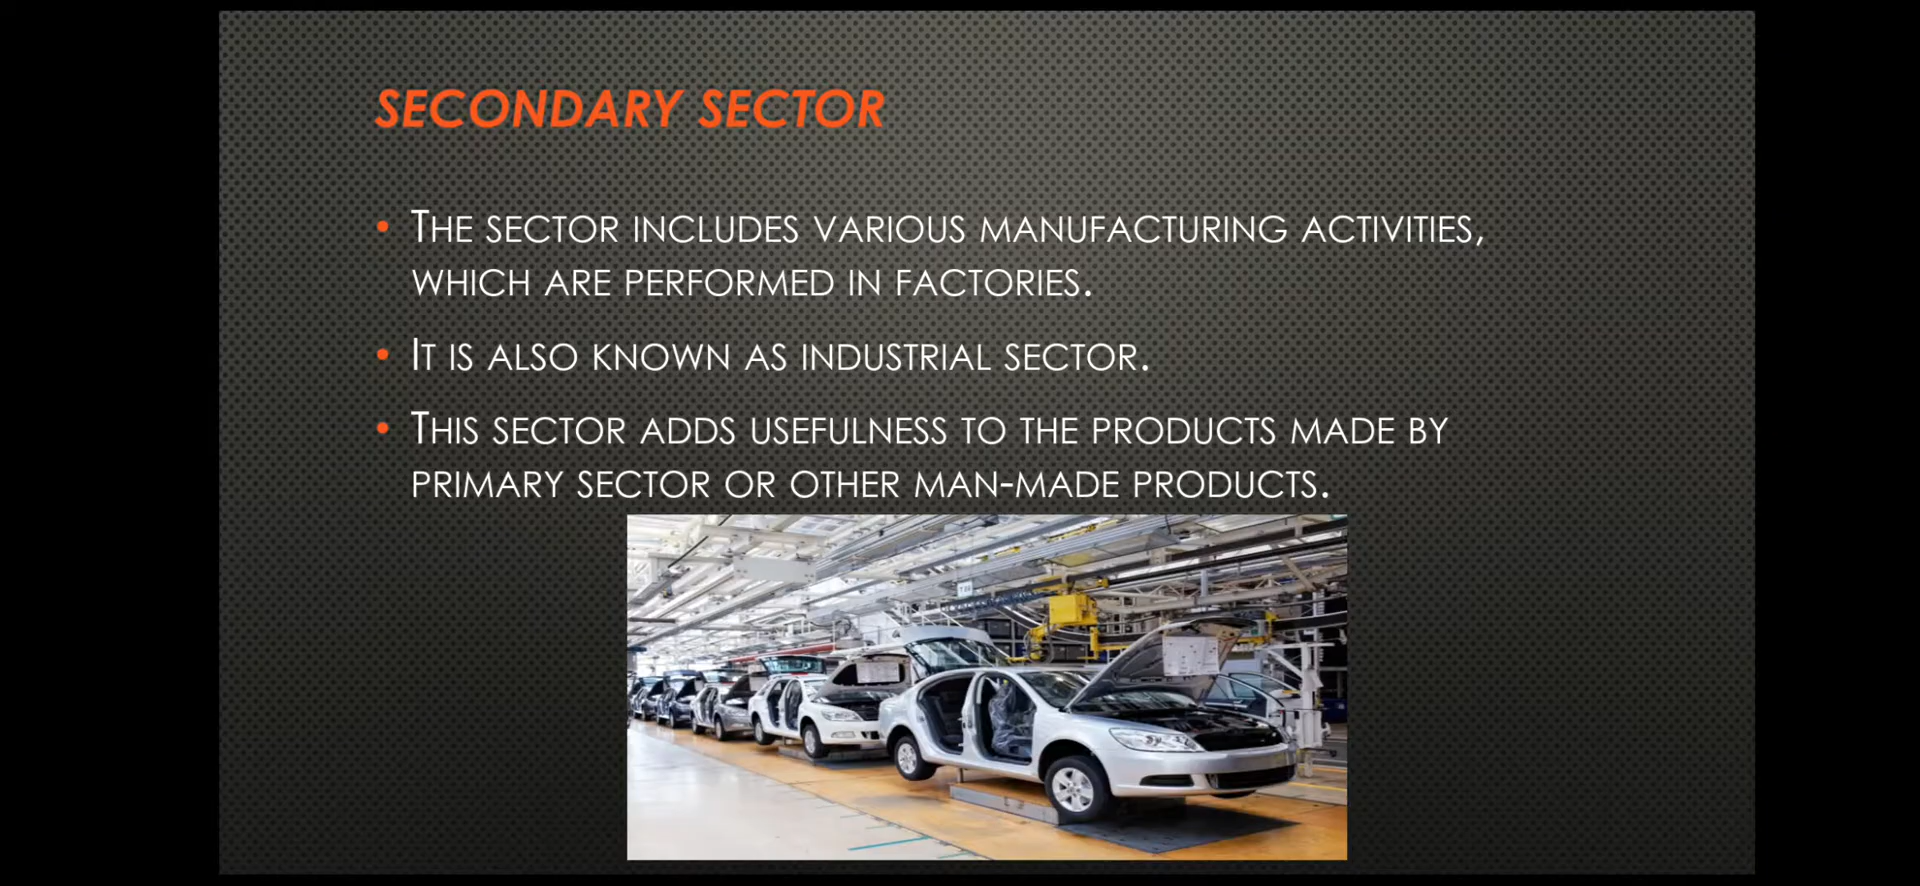 SECONDARY SECTOR
• THE SECTOR INCLUDES VARIOUS MANUFACTURING ACTIVITIES,
WHICH ARE PERFORMED IN FACTORIES.
• IT IS ALSO KNOWN AS INDUSTRIAL SECTOR.
• THIS SECTOR ADDS USEFULNESS TO THE PRODUCTS MADE BY
PRIMARY SECTOR OR OTHER MAN-MADE PRODUCTS.